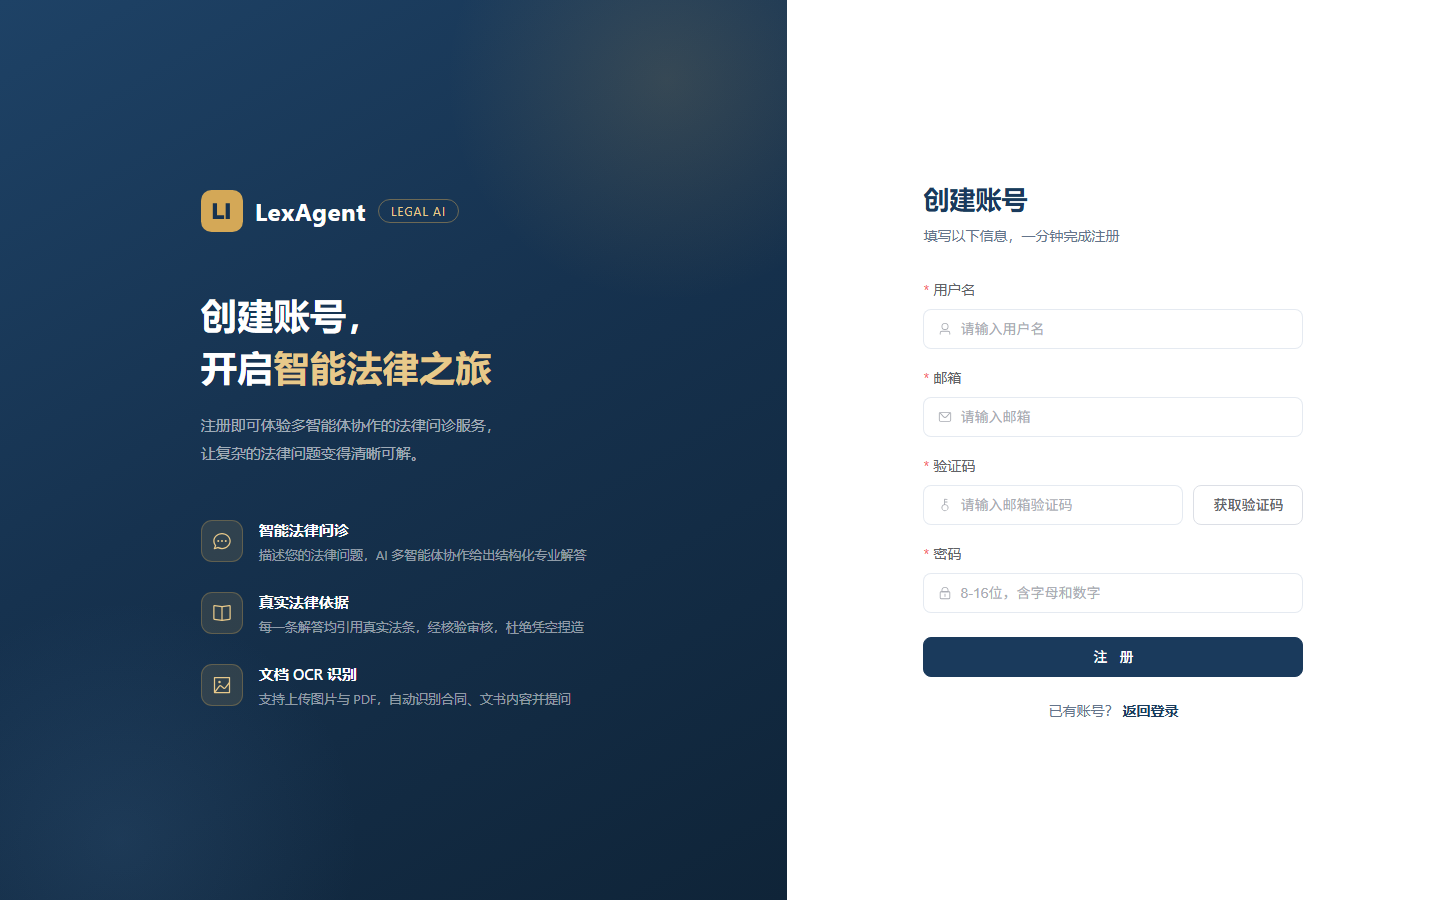 LI LexAgent LEGAL AI
创建账号，
开启智能法律之旅
注册即可体验多智能体协作的法律问诊服务，
让复杂的法律问题变得清晰可解。
智能法律问诊
描述您的法律问题，AI 多智能体协作给出结构化专业解答
真实法律依据
每一条解答均引用真实法条，经核验审核，杜绝凭空捏造
文档 OCR 识别
支持上传图片与 PDF，自动识别合同、文书内容并提问
创建账号
填写以下信息，一分钟完成注册
* 用户名
请输入用户名
* 邮箱
请输入邮箱
* 验证码
请输入邮箱验证码 获取验证码
* 密码
8-16位，含字母和数字
注 册
已有账号？ 返回登录